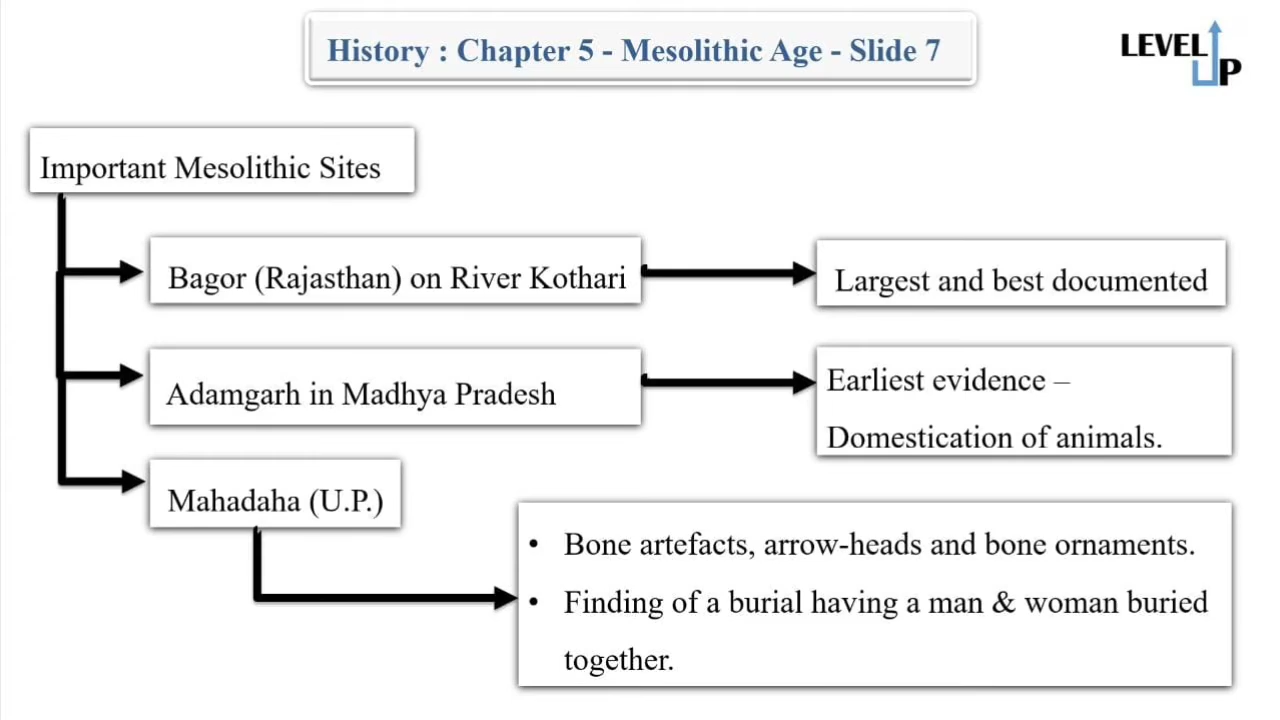 History : Chapter 5 - Mesolithic Age - Slide 7
LEVEL UP
Important Mesolithic Sites
Bagor (Rajasthan) on River Kothari
Largest and best documented
Adamgarh in Madhya Pradesh
Earliest evidence –
Domestication of animals.
Mahadaha (U.P.)
• Bone artefacts, arrow-heads and bone ornaments.
• Finding of a burial having a man & woman buried
together.